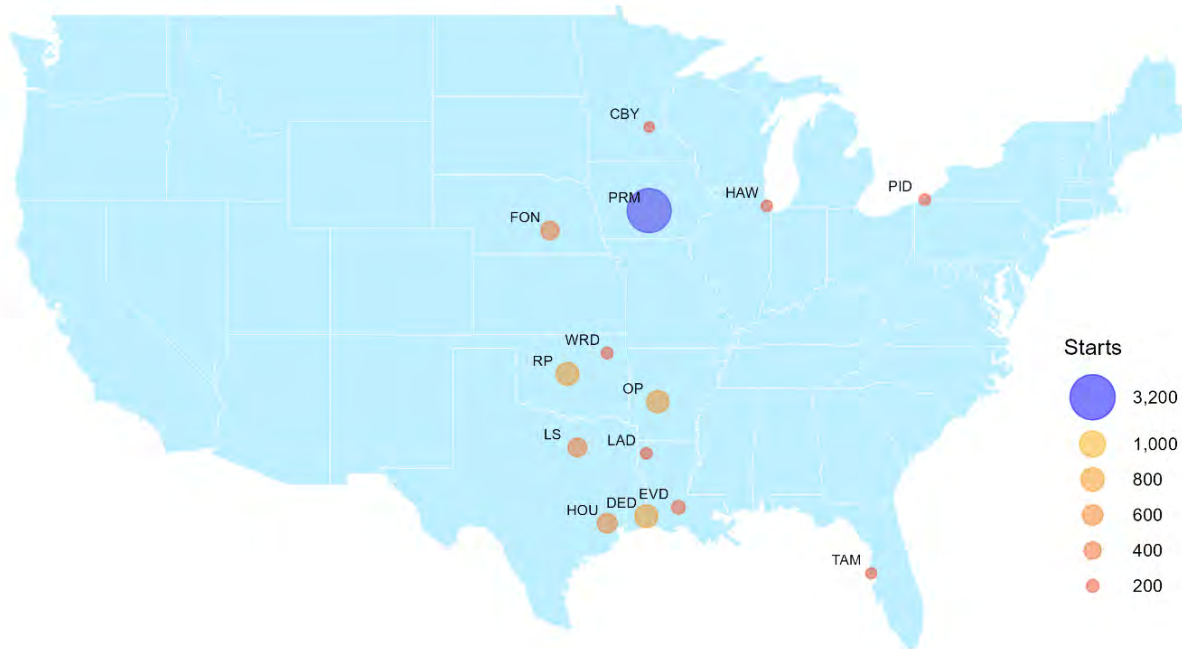 CBY
PRM
HAW
PID
FON
WRD
RP
OP
LS
LAD
EVD
DED
HOU
TAM
Starts
3,200
1,000
800
600
400
200